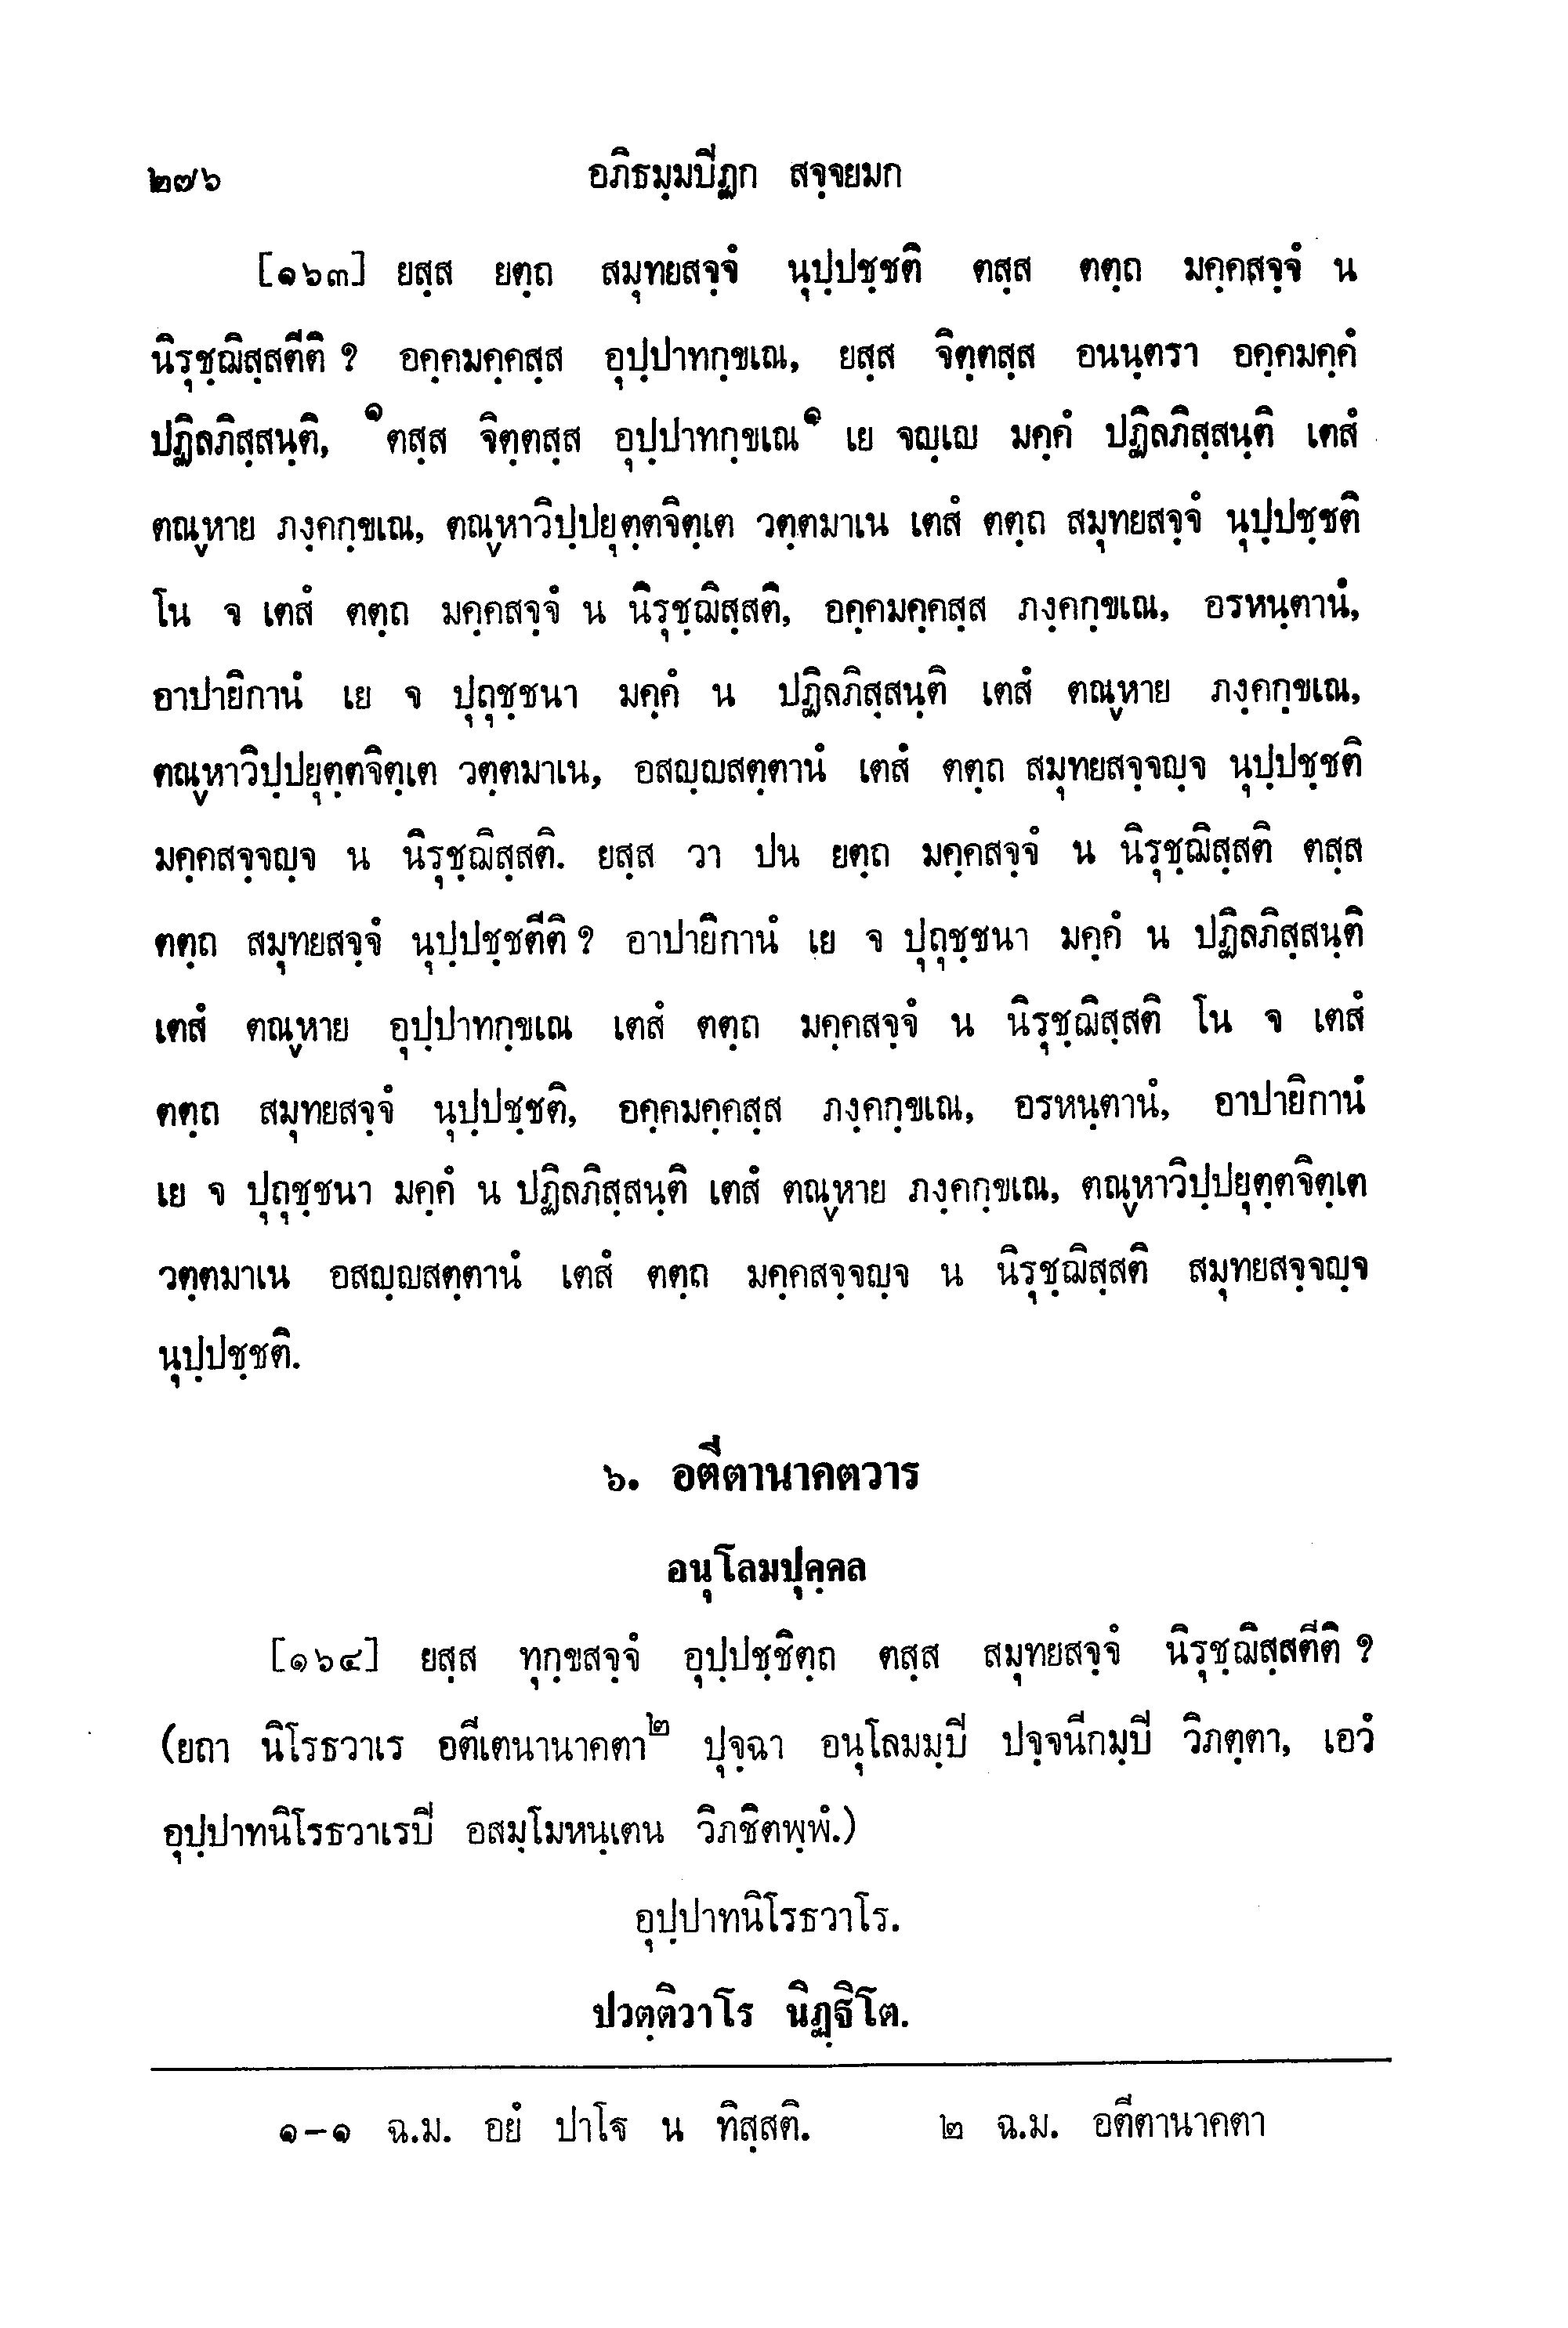 ๒๗๖ อภิธมฺมปีฏก สจฺจยมก
[๑๖๓] ยสฺส ยตฺถ สมุทยสจฺจํ นุปฺปชฺชติ ตสฺส ตตฺถ มคฺคสจฺจํ น
นิรุชฺฌิสฺสตีติ ? อคฺคมคฺคสฺส อุปฺปาทกฺขเณ, ยสฺส จิตฺตสฺส อนนฺตรา อคฺคมคฺคํ
ปฏิลภิสฺสนฺติ, ๑ตสฺส จิตฺตสฺส อุปฺปาทกฺขเณ๑ เย จญฺเญ มคฺคํ ปฏิลภิสฺสนฺติ เตสํ
ตณฺหาย ภงฺคกฺขเณ, ตณฺหาวิปฺปยุตฺตจิตฺเต วตฺตมาเน เตสํ ตตฺถ สมุทยสจฺจํ นุปฺปชฺชติ
โน จ เตสํ ตตฺถ มคฺคสจฺจํ น นิรุชฺฌิสฺสติ, อคฺคมคฺคสฺส ภงฺคกฺขเณ, อรหนฺตานํ,
อาปายิกานํ เย จ ปุถุชฺชนา มคฺคํ น ปฏิลภิสฺสนฺติ เตสํ ตณฺหาย ภงฺคกฺขเณ,
ตณฺหาวิปฺปยุตฺตจิตฺเต วตฺตมาเน, อสญฺญสตฺตานํ เตสํ ตตฺถ สมุทยสจฺจญฺจ นุปฺปชฺชติ
มคฺคสจฺจญฺจ น นิรุชฺฌิสฺสติ. ยสฺส วา ปน ยตฺถ มคฺคสจฺจํ น นิรุชฺฌิสฺสติ ตสฺส
ตตฺถ สมุทยสจฺจํ นุปฺปชฺชตีติ ? อาปายิกานํ เย จ ปุถุชฺชนา มคฺคํ น ปฏิลภิสฺสนฺติ
เตสํ ตณฺหาย อุปฺปาทกฺขเณ เตสํ ตตฺถ มคฺคสจฺจํ น นิรุชฺฌิสฺสติ โน จ เตสํ
ตตฺถ สมุทยสจฺจํ นุปฺปชฺชติ, อคฺคมคฺคสฺส ภงฺคกฺขเณ, อรหนฺตานํ, อาปายิกานํ
เย จ ปุถุชฺชนา มคฺคํ น ปฏิลภิสฺสนฺติ เตสํ ตณฺหาย ภงฺคกฺขเณ, ตณฺหาวิปฺปยุตฺตจิตฺเต
วตฺตมาเน อสญฺญสตฺตานํ เตสํ ตตฺถ มคฺคสจฺจญฺจ น นิรุชฺฌิสฺสติ สมุทยสจฺจญฺจ
นุปฺปชฺชติ.
๖. อตีตานาคตวาร
อนุโลมปุคฺคล
[๑๖๔] ยสฺส ทุกฺขสจฺจํ อุปฺปชฺชิตฺถ ตสฺส สมุทยสจฺจํ นิรุชฺฌิสฺสตีติ ?
(ยถา นิโรธวาเร อตีเตนานาคตา๒ ปุจฺฉา อนุโลมมฺปี ปจฺจนีกมฺปี วิภตฺตา, เอวํ
อุปฺปาทนิโรธวาเรปี อสมฺโมหนฺเตน วิภชิตพฺพํ.)
อุปฺปาทนิโรธวาโร.
ปวตฺติวาโร นิฏฺฐิโต.
๑-๑ ฉ.ม. อยํ ปาโฐ น ทิสฺสติ. ๒ ฉ.ม. อตีตานาคตา